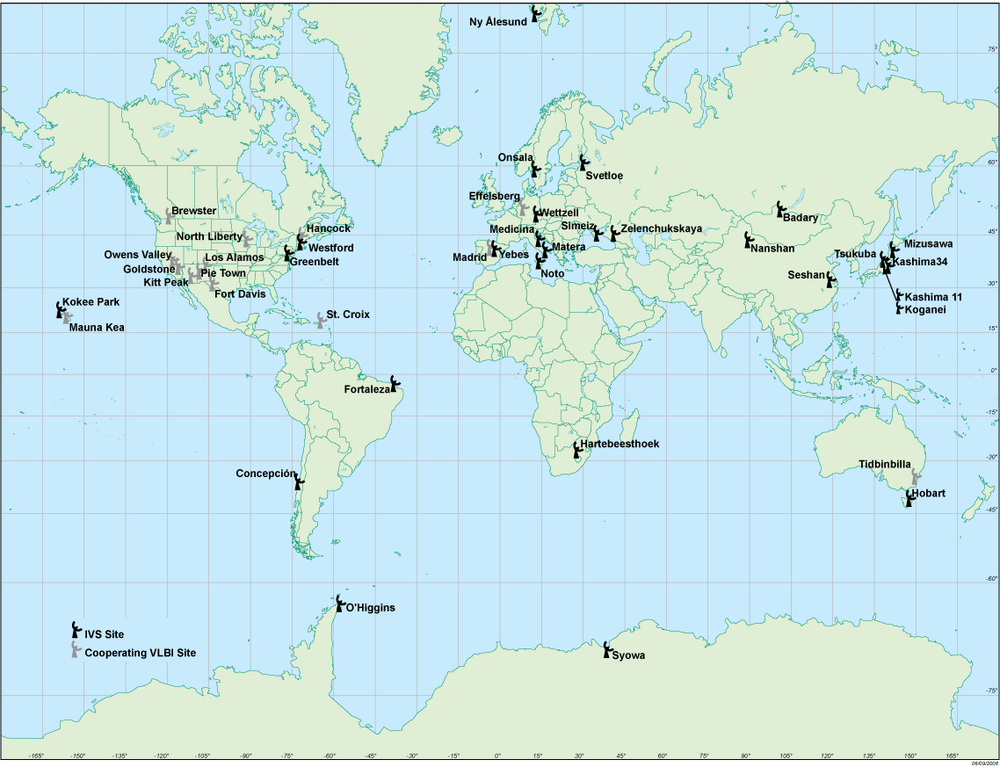 Ny Ålesund
75°
Onsala
60°
Svetloe
Effelsberg
Brewster
Wettzell
Badary
Hancock
Medicina
Simeiz
Zelenchukskaya
45°
North Liberty
Westford
Matera
Nanshan
Mizusawa
Owens Valley
Los Alamos
Greenbelt
Madrid
Yebes
Tsukuba
Kashima34
Goldstone
Pie Town
Noto
Seshan
Kitt Peak
30°
Fort Davis
Kashima 11
Kokee Park
Koganei
St. Croix
Mauna Kea
15°
0°
Fortaleza
-15°
Hartebeesthoek
-30°
Tidbinbilla
Concepción
Hobart
-45°
-60°
O'Higgins
IVS Site
Cooperating VLBI Site
Syowa
-75°
-165° -150° -135° -120° -105° -90° -75° -60° -45° -30° -15° 0° 15° 30° 45° 60° 75° 90° 105° 120° 135° 150° 165°
06/09/2008